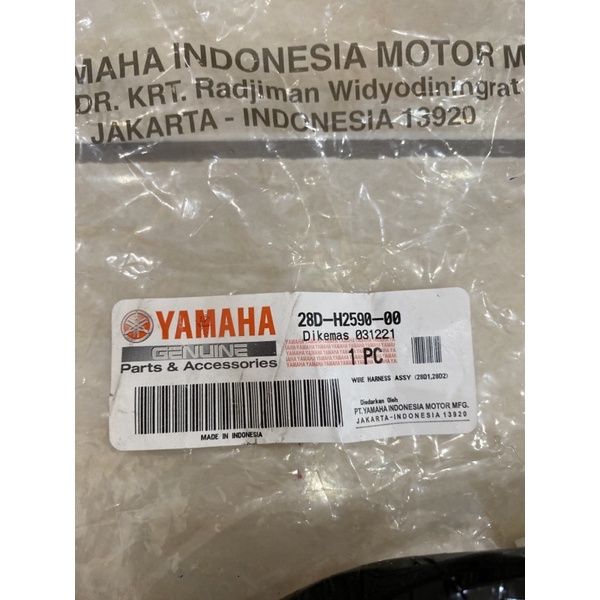 MAHA INDONESIA MOTOR M
DR. KRT. Radjiman Widyodiningrat
JAKARTA - INDONESIA 13920
YAMAHA
GENUINE
Parts & Accessories
MADE IN INDONESIA
28D-H2590-00
Dikemas 031221
1 PC
WIRE HARNESS ASSY (28D1,28D2)
Diedarkan Oleh
PT.YAMAHA INDONESIA MOTOR MFG.
JAKARTA-INDONESIA 13920